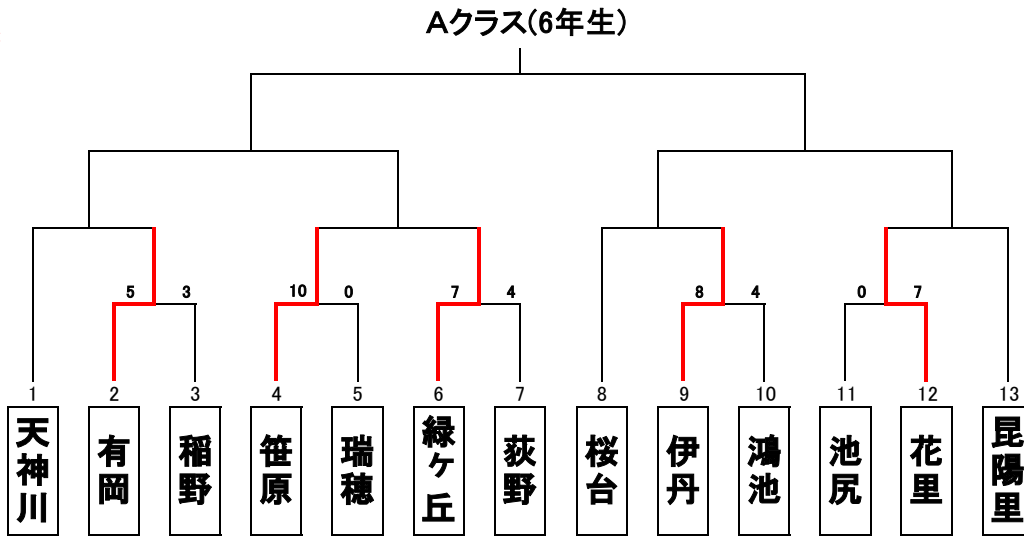 Aクラス(6年生)
5 3 10 0 7 4 8 4 0 7
1 2 3 4 5 6 7 8 9 10 11 12 13
天神川
有岡
稲野
笹原
瑞穂
緑ヶ丘
荻野
桜台
伊丹
鴻池
池尻
花里
昆陽里